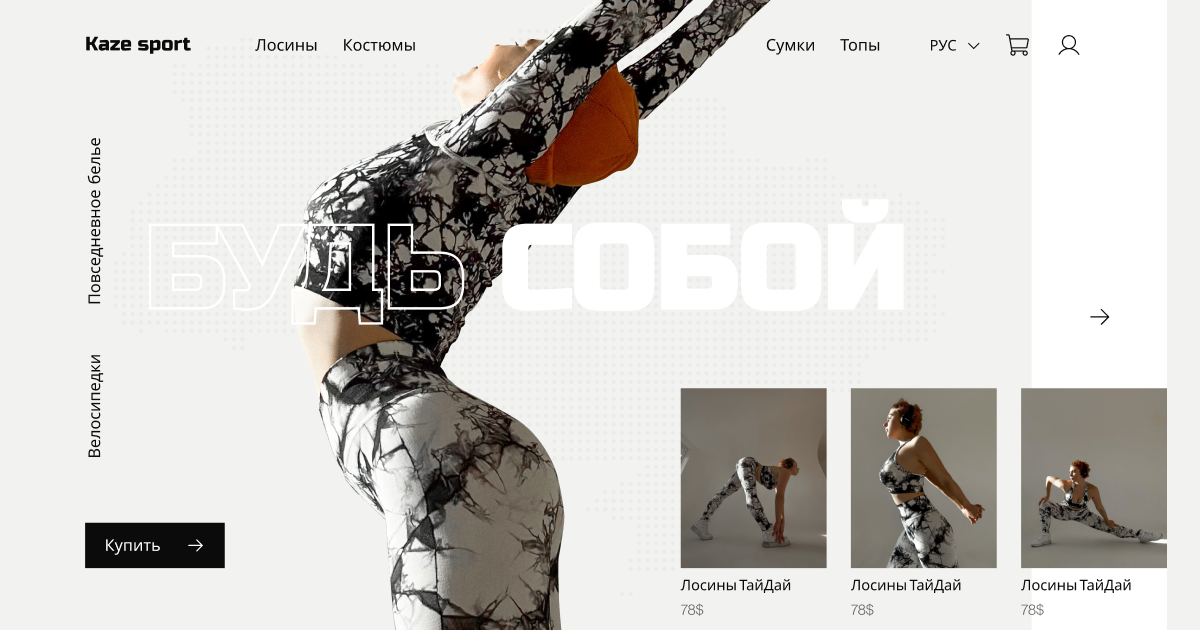 Kaze sport
Лосины
Костюмы
Сумки
Топы
РУС
Повседневное белье
БУДЬ СОБОЙ
Велосипедки
Купить
Лосины ТайДай
78$
Лосины ТайДай
78$
Лосины ТайДай
78$